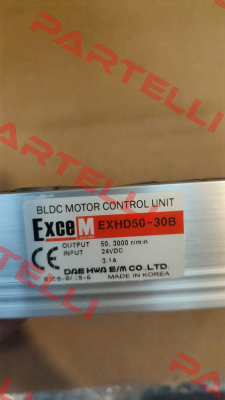 PARTELLI
BLDC MOTOR CONTROL UNIT
ExceM EXHD50-30B
OUTPUT 50, 3000 r/min
INPUT 24VDC
3.1A
CE DAE HWA E/M CO.LTD.
MADE IN KOREA
PARTELLI